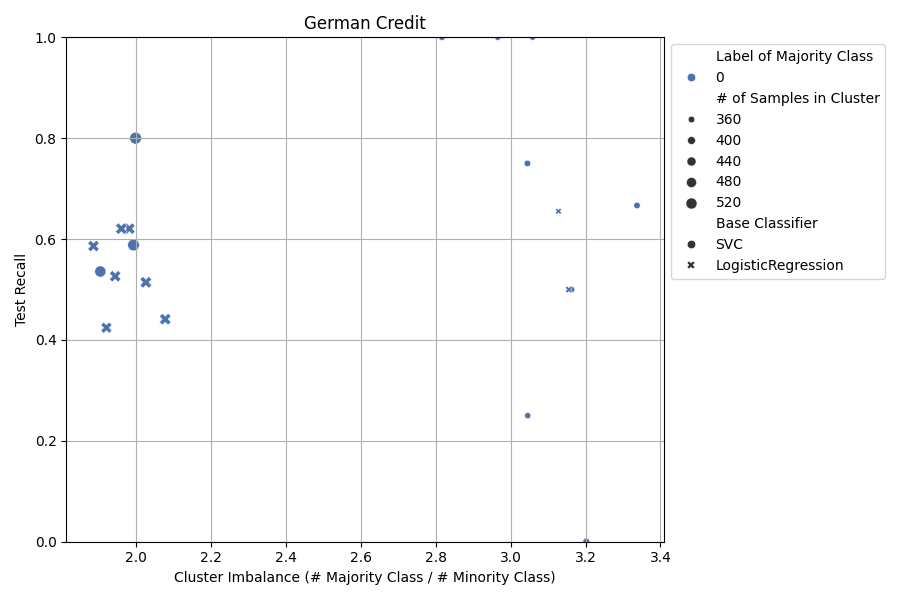 German Credit
Test Recall
1.0
0.8
0.6
0.4
0.2
0.0
2.0 2.2 2.4 2.6 2.8 3.0 3.2 3.4
Cluster Imbalance (# Majority Class / # Minority Class)
Label of Majority Class
0
# of Samples in Cluster
360
400
440
480
520
Base Classifier
SVC
LogisticRegression